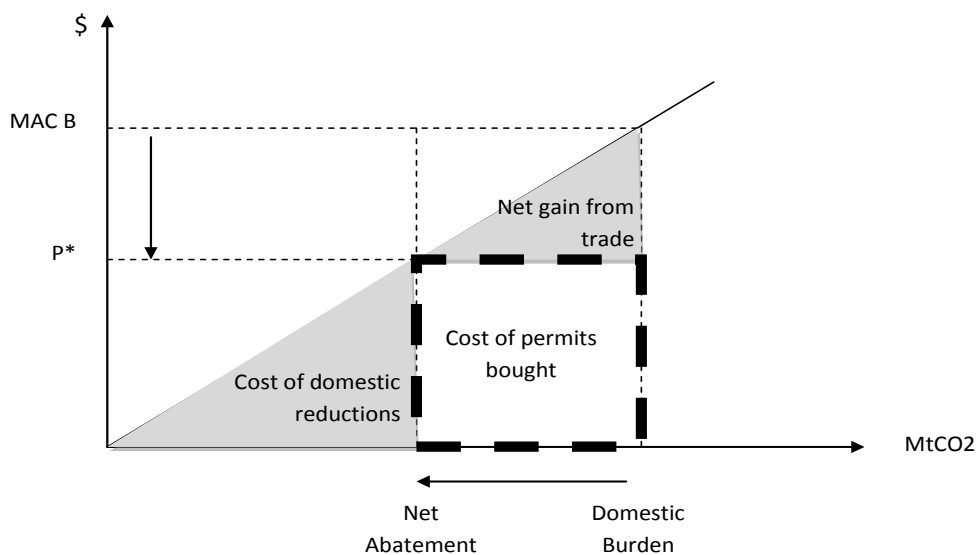 $
MAC B
Net gain from
trade
P*
Cost of permits
bought
Cost of domestic
reductions
MtCO2
Net
Abatement
Domestic
Burden